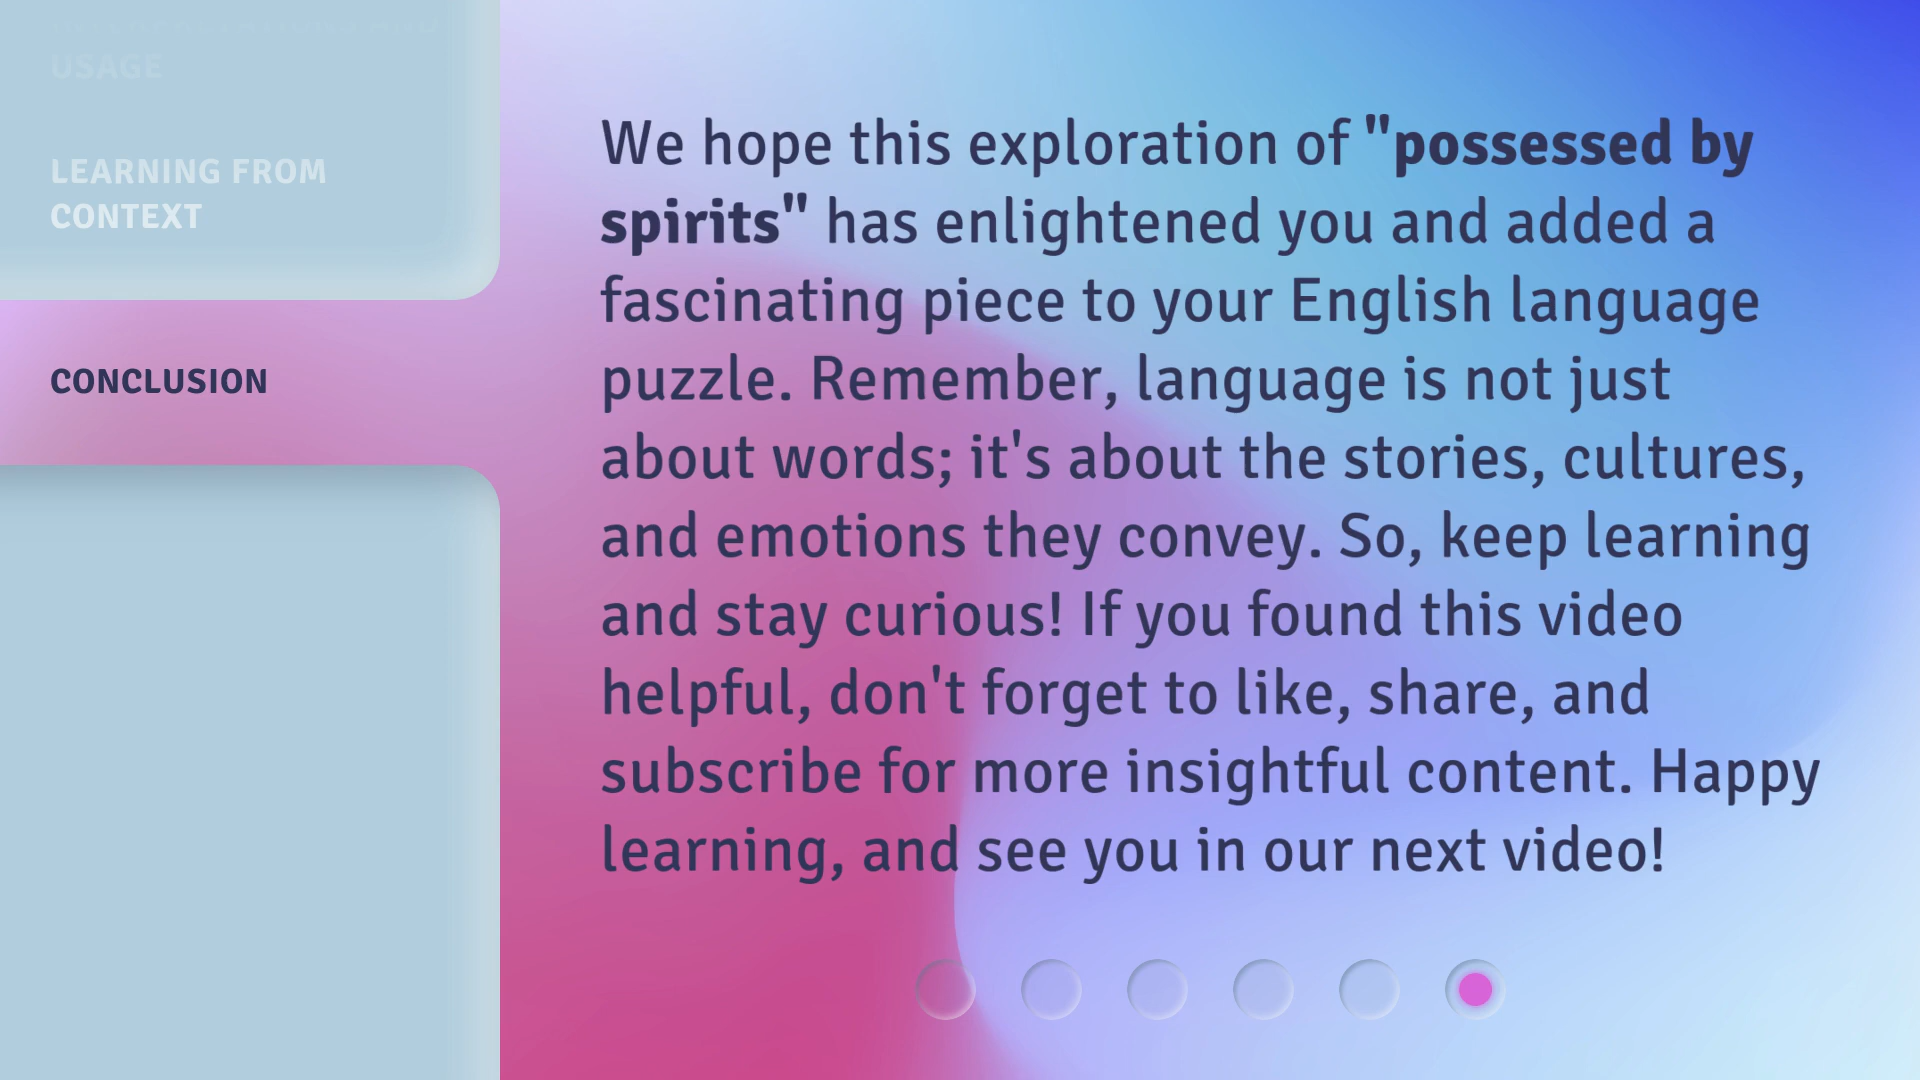 USAGE
LEARNING FROM
CONTEXT
CONCLUSION
We hope this exploration of "possessed by
spirits" has enlightened you and added a
fascinating piece to your English language
puzzle. Remember, language is not just
about words; it's about the stories, cultures,
and emotions they convey. So, keep learning
and stay curious! If you found this video
helpful, don't forget to like, share, and
subscribe for more insightful content. Happy
learning, and see you in our next video!